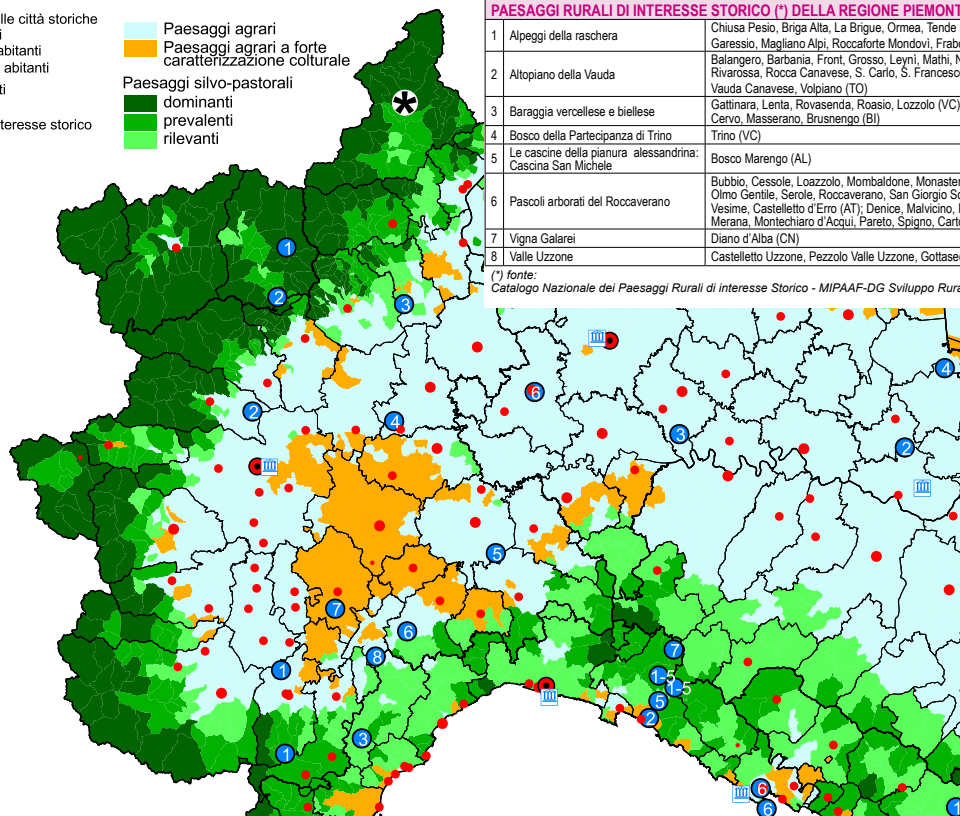 lle città storiche
abitanti
abitanti
nteresse storico
Paesaggi agrari
Paesaggi agrari a forte
caratterizzazione colturale
Paesaggi silvo-pastorali
dominanti
prevalenti
rilevanti
*
PAESAGGI RURALI DI INTERESSE STORICO (*) DELLA REGIONE PIEMONT
1 Alpeggi della raschera
Chiusa Pesio, Briga Alta, La Brigue, Ormea, Tende
Garessio, Magliano Alpi, Roccaforte Mondovì, Frabo
2 Altopiano della Vauda
Balangero, Barbania, Front, Grosso, Leynì, Mathi, N
Rivarossa, Rocca Canavese, S. Carlo, S. Francesc
Vauda Canavese, Volpiano (TO)
3 Baraggia vercellese e biellese
Gattinara, Lenta, Rovasenda, Roasio, Lozzolo (VC)
Cervo, Masserano, Brusnengo (BI)
4 Bosco della Partecipanza di Trino
Trino (VC)
5 Le cascine della pianura alessandrina:
Cascina San Michele
Bosco Marengo (AL)
6 Pascoli arborati del Roccaverano
Bubbio, Cessole, Loazzolo, Mombaldone, Monaster
Olmo Gentile, Serole, Roccaverano, San Giorgio Sc
Vesime, Castelletto d'Erro (AT); Denice, Malvicino,
Merana, Montechiaro d'Acqui, Pareto, Spigno, Carto
7 Vigna Galarei
Diano d'Alba (CN)
8 Valle Uzzone
Castelletto Uzzone, Pezzolo Valle Uzzone, Gottase
(*) fonte:
Catalogo Nazionale dei Paesaggi Rurali di interesse Storico - MIPAAF-DG Sviluppo Rura
1
2
3
4
6
2
4
3
2
5
7
6
8
7
1
1-5
1-5
5
2
3
1
6
6
1